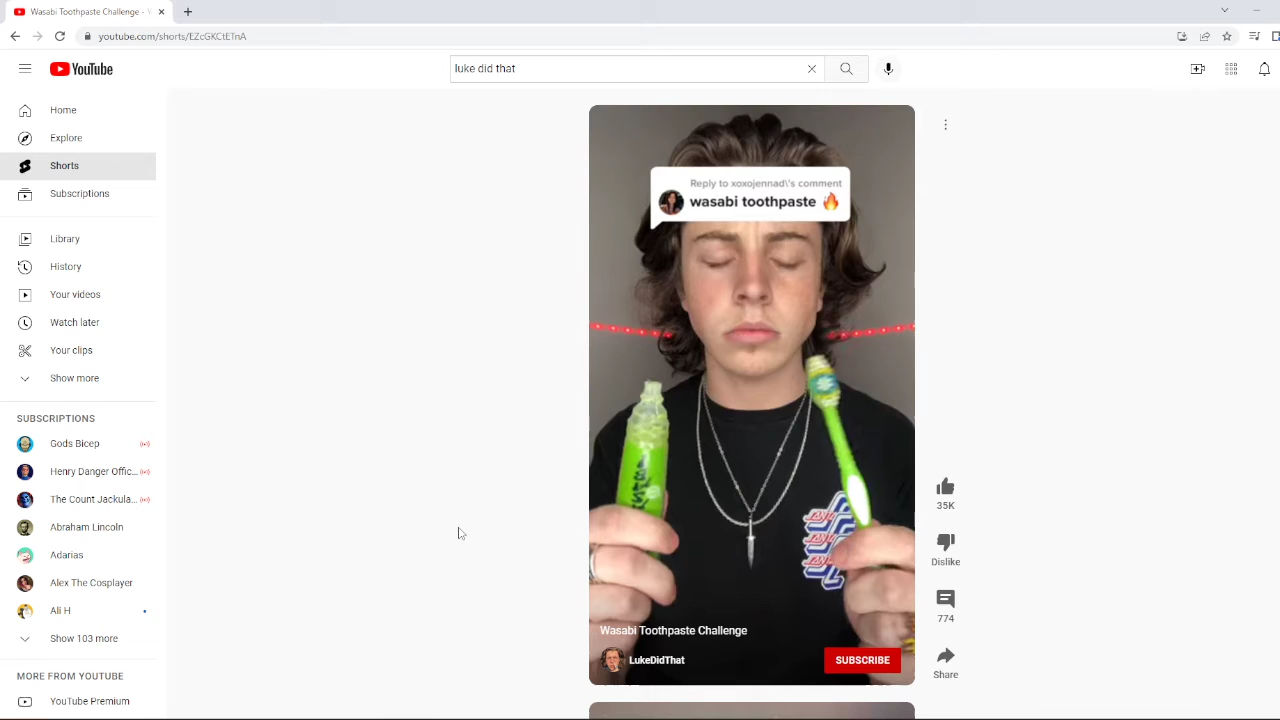 Wasabi Toothpaste Challenge - Y
youtube.com/shorts/EZcGKCtETnA
YouTube
luke did that
Home
Explore
Shorts
Subscriptions
Library
History
Your videos
Watch later
Your clips
Show more
SUBSCRIPTIONS
Gods Bicep
Henry Danger Offic...
The Count Jackula...
Abraham Lincoln
Adarias
Alex The Cosplayer
Ali H
Show 103 more
MORE FROM YOUTUBE
YouTube Premium
Reply to xoxojennad\'s comment
wasabi toothpaste 🔥
Wasabi Toothpaste Challenge
LukeDidThat
SUBSCRIBE
35K
Dislike
774
Share